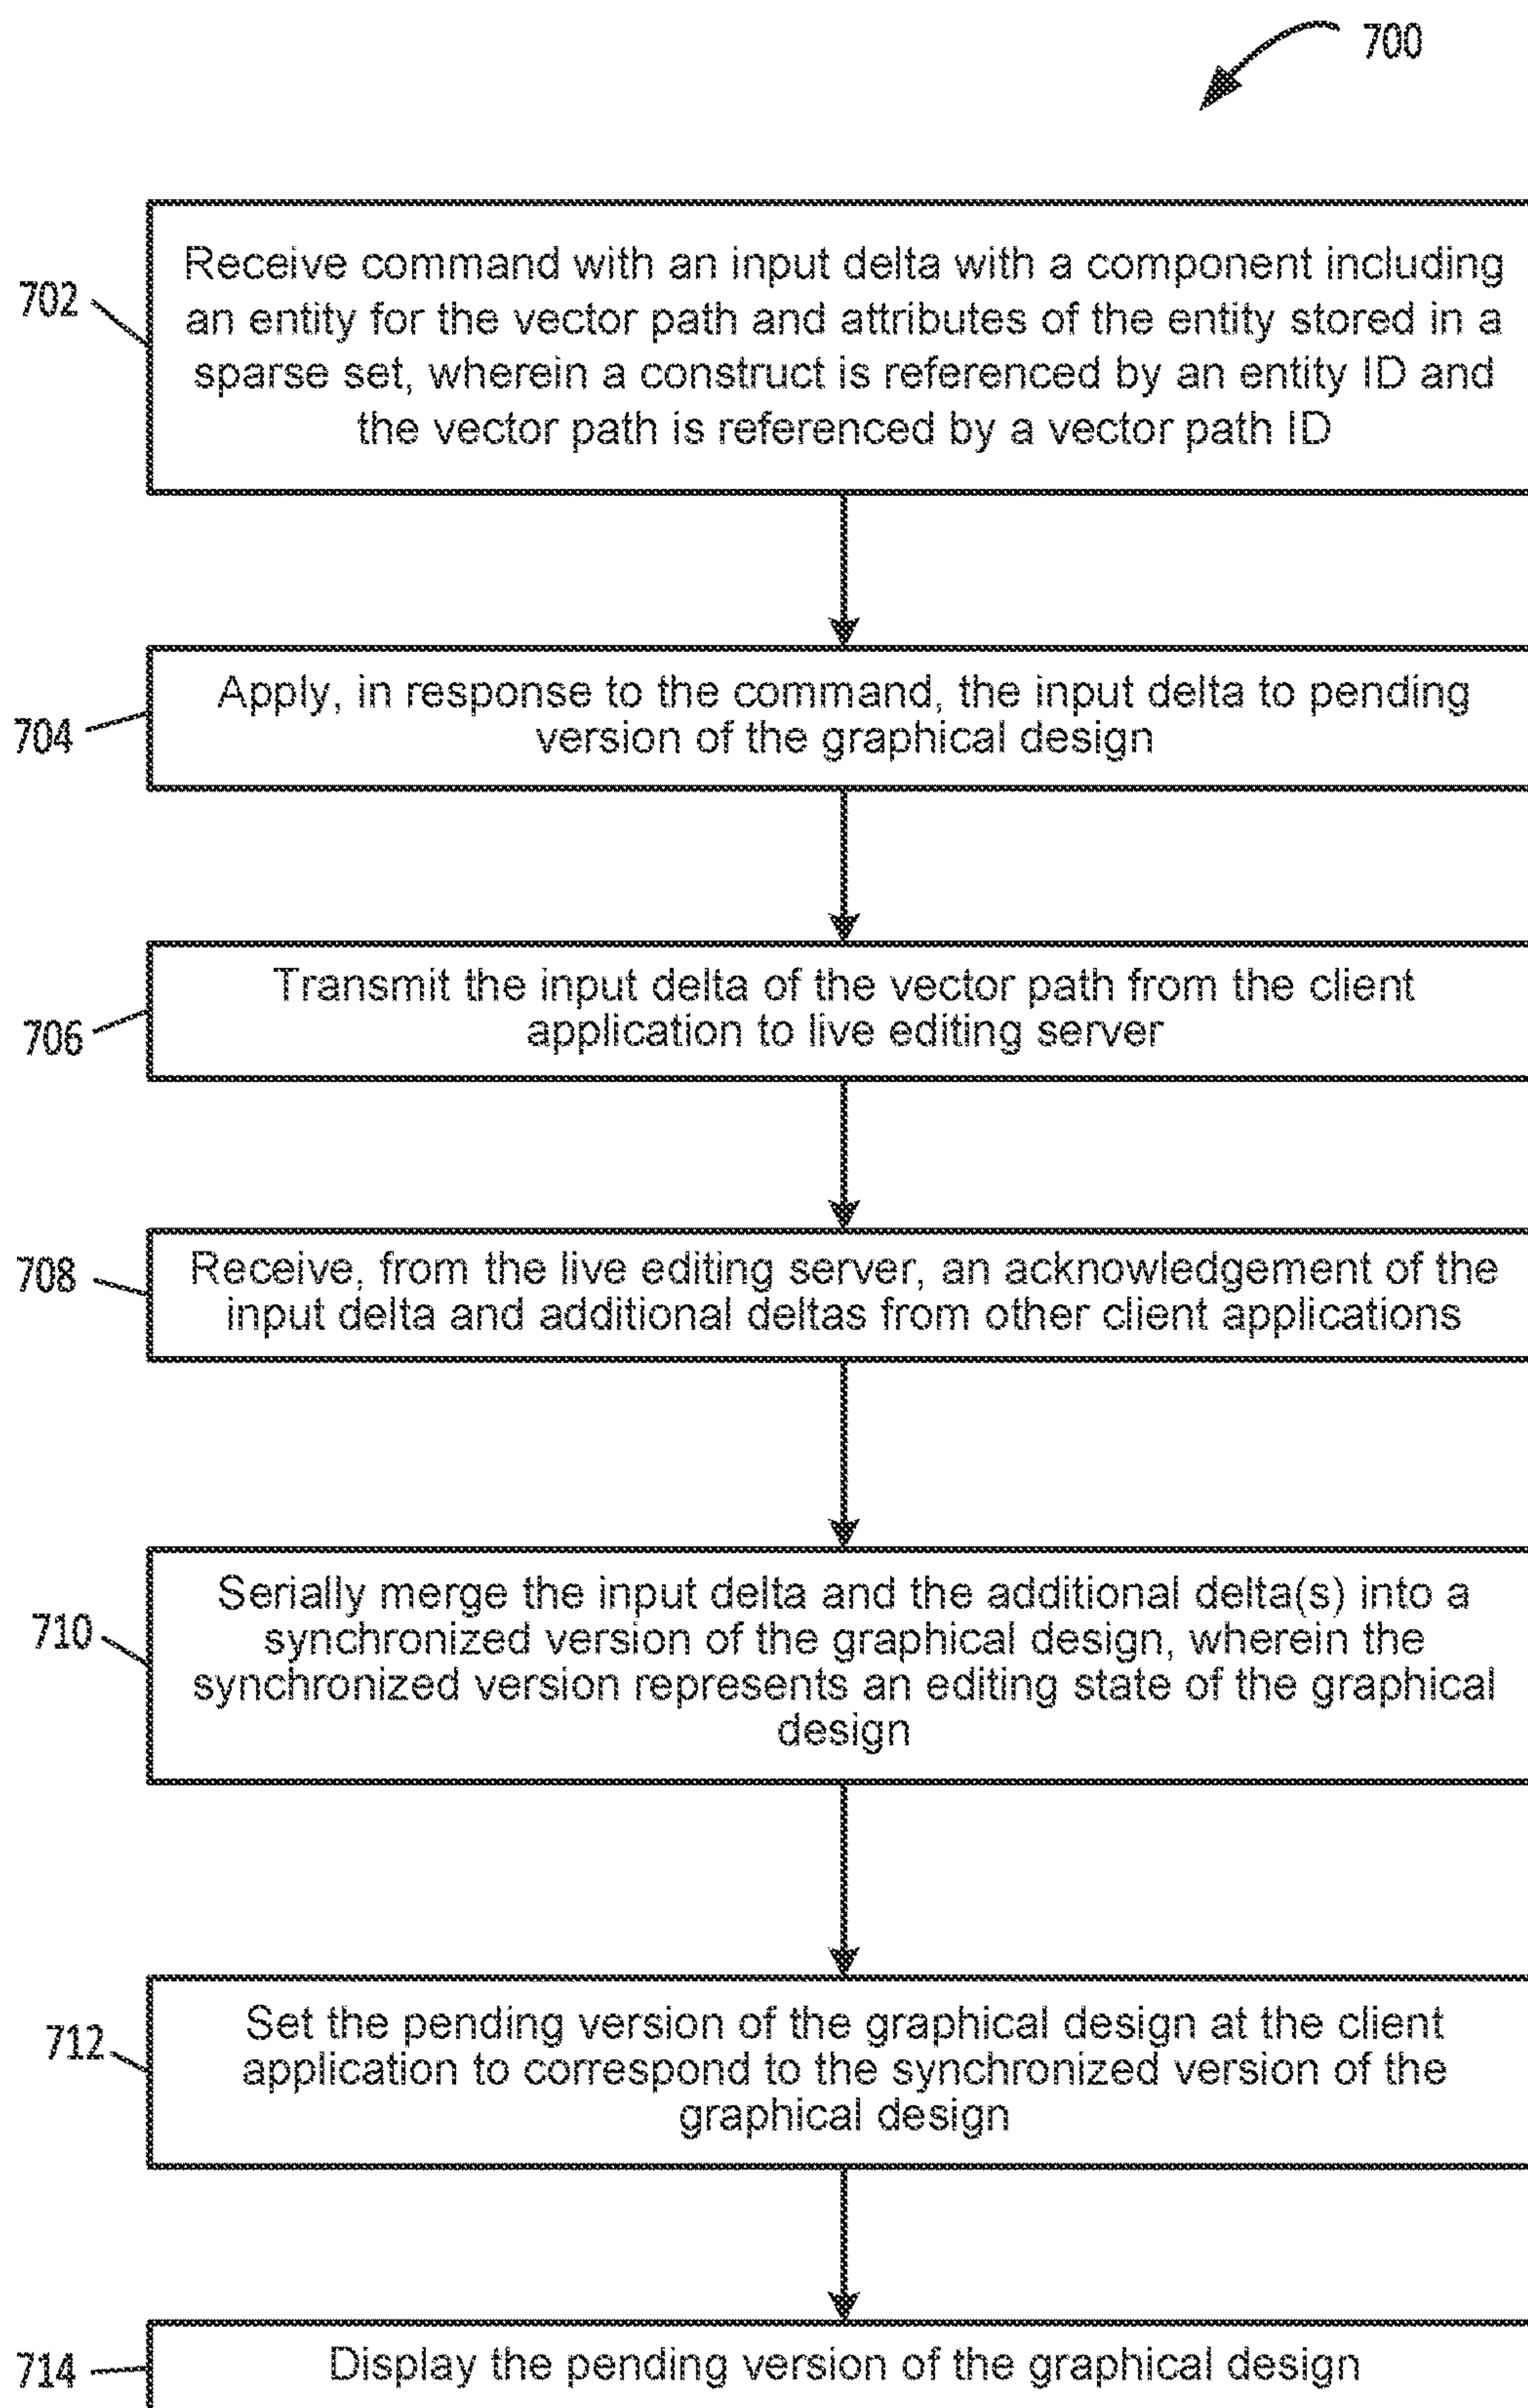 700
702
Receive command with an input delta with a component including
an entity for the vector path and attributes of the entity stored in a
sparse set, wherein a construct is referenced by an entity ID and
the vector path is referenced by a vector path ID
704
Apply, in response to the command, the input delta to pending
version of the graphical design
706
Transmit the input delta of the vector path from the client
application to live editing server
708
Receive, from the live editing server, an acknowledgement of the
input delta and additional deltas from other client applications
710
Serially merge the input delta and the additional delta(s) into a
synchronized version of the graphical design, wherein the
synchronized version represents an editing state of the graphical
design
712
Set the pending version of the graphical design at the client
application to correspond to the synchronized version of the
graphical design
714
Display the pending version of the graphical design